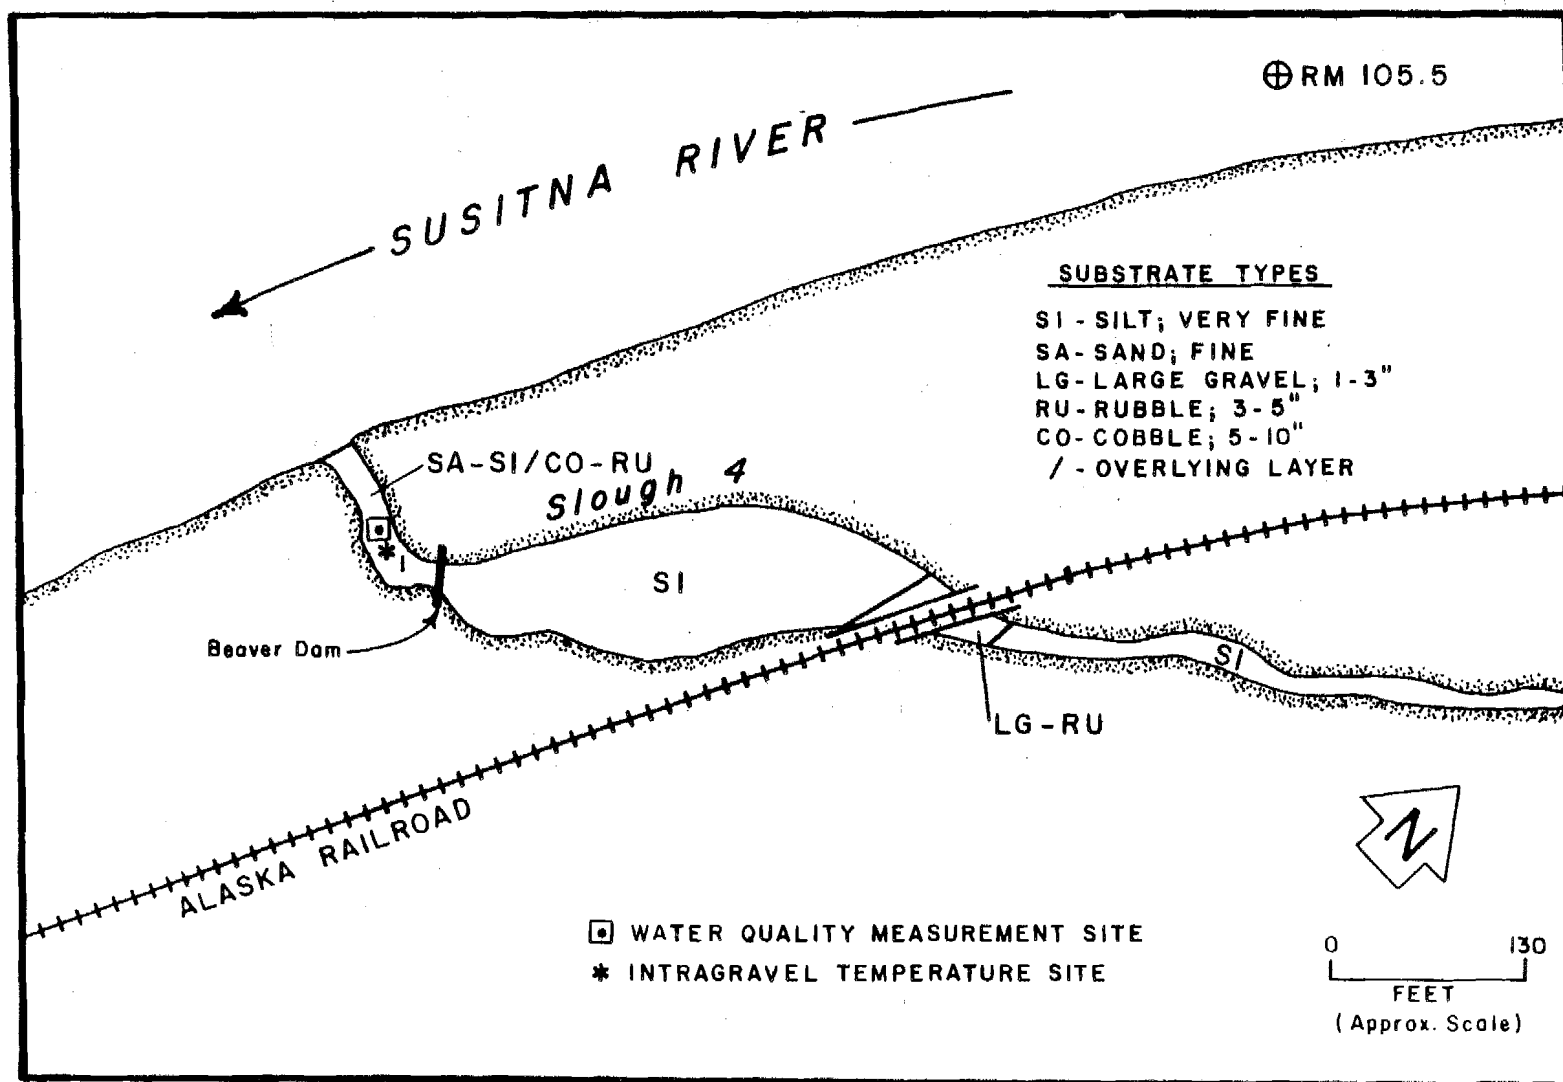 ⊕ RM 105.5
SUSITNA RIVER
SUBSTRATE TYPES
SI - SILT; VERY FINE
SA - SAND; FINE
LG - LARGE GRAVEL; 1-3"
RU - RUBBLE; 3-5"
CO - COBBLE; 5-10"
/ - OVERLYING LAYER
SA-SI/CO-RU
Slough 4
1
SI
Beaver Dam
SI
LG-RU
ALASKA RAILROAD
N
WATER QUALITY MEASUREMENT SITE
* INTRAGRAVEL TEMPERATURE SITE
0 130
FEET
(Approx. Scale)